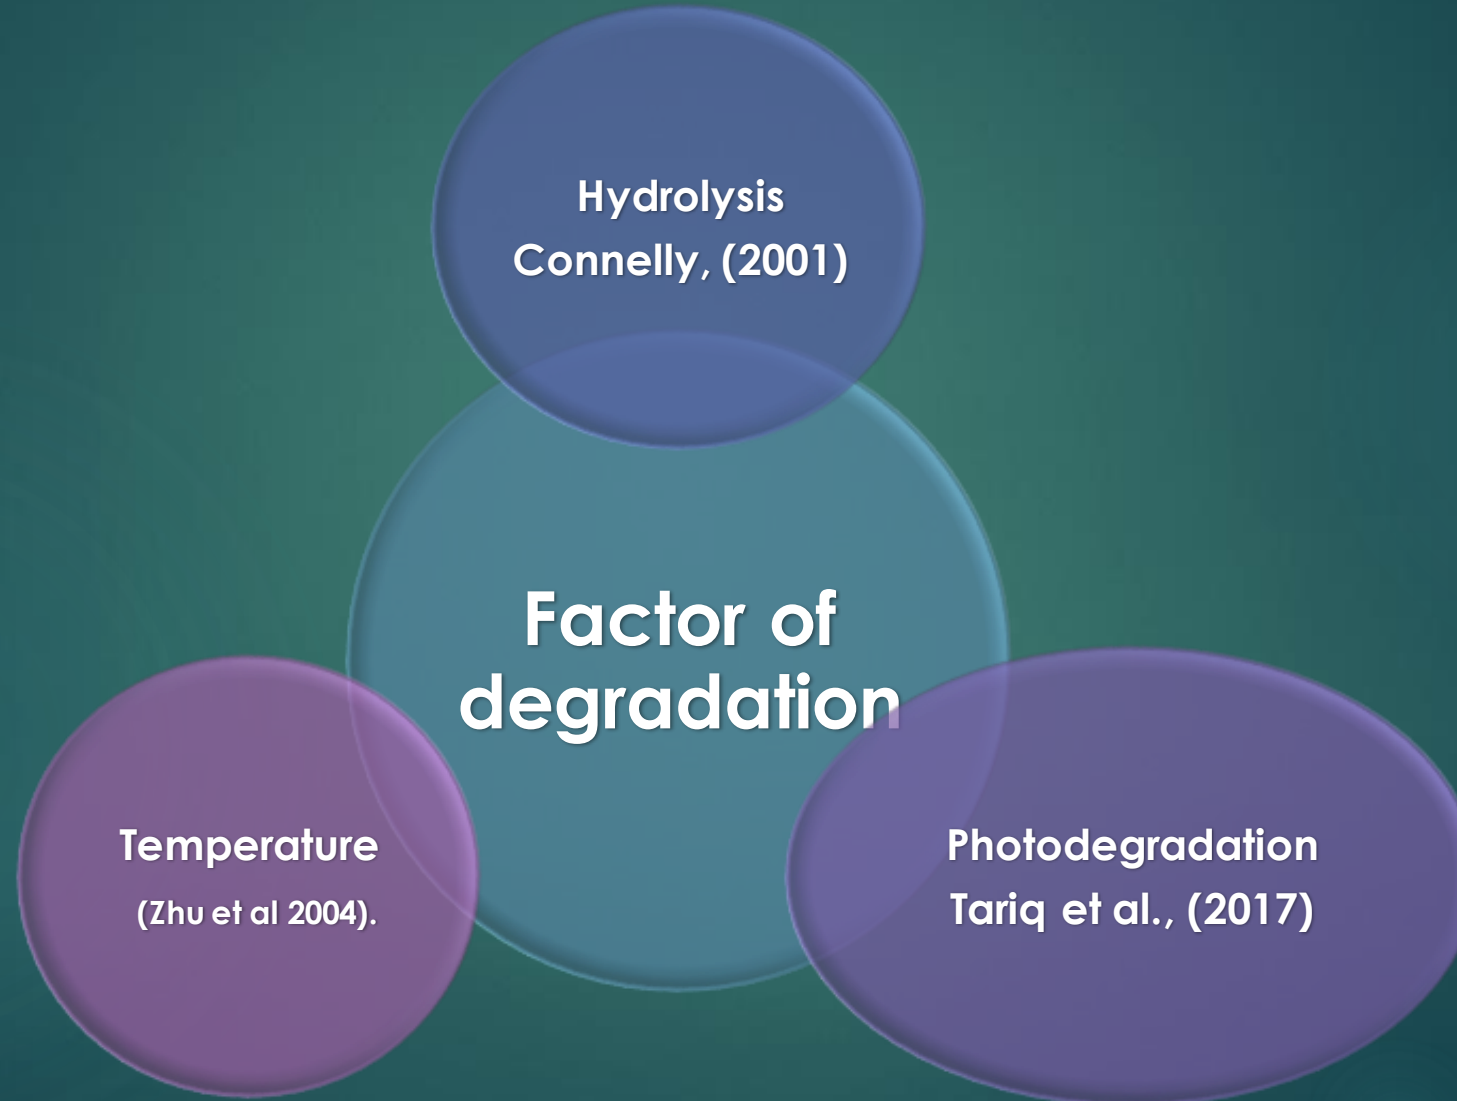 Hydrolysis
Connelly, (2001)
Factor of
degradation
Temperature
(Zhu et al 2004).
Photodegradation
Tariq et al., (2017)